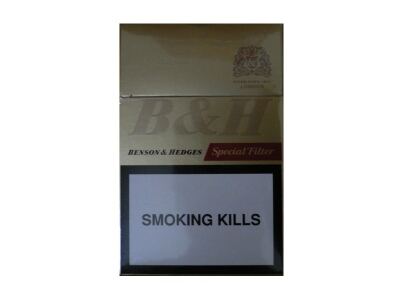 B&H
BENSON & HEDGES Special Filter
SMOKING KILLS